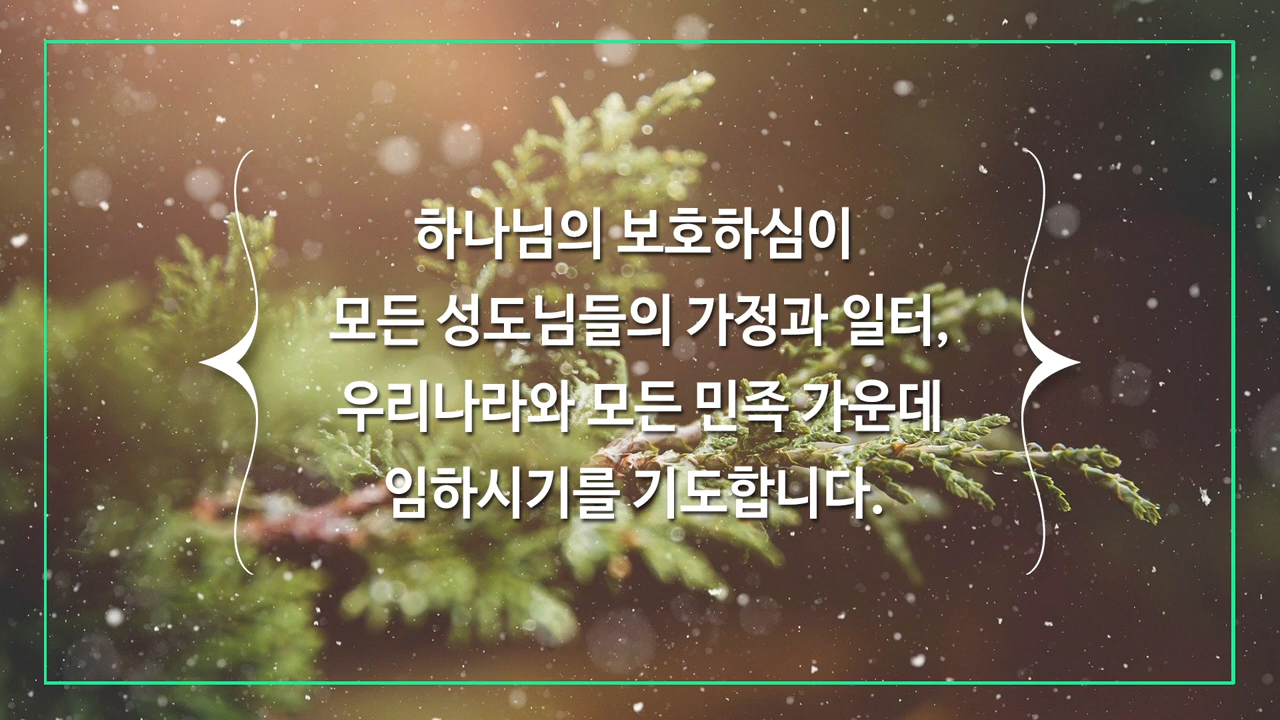 하나님의 보호하심이
모든 성도님들의 가정과 일터,
우리나라와 모든 민족 가운데
임하시기를 기도합니다.